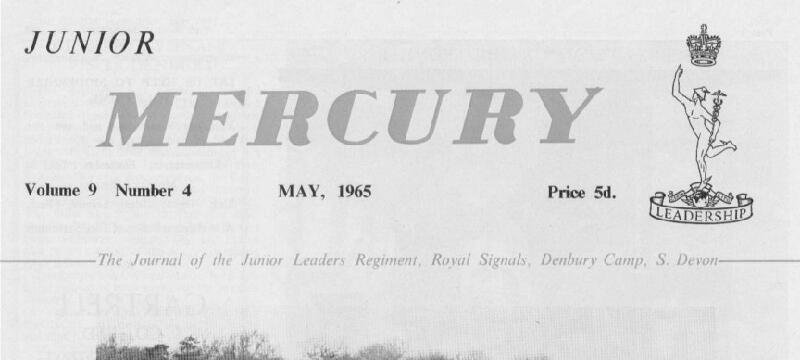 JUNIOR
MERCURY
Volume 9 Number 4 MAY, 1965 Price 5d.
LEADERSHIP
The Journal of the Junior Leaders Regiment, Royal Signals, Denbury Camp, S. Devon